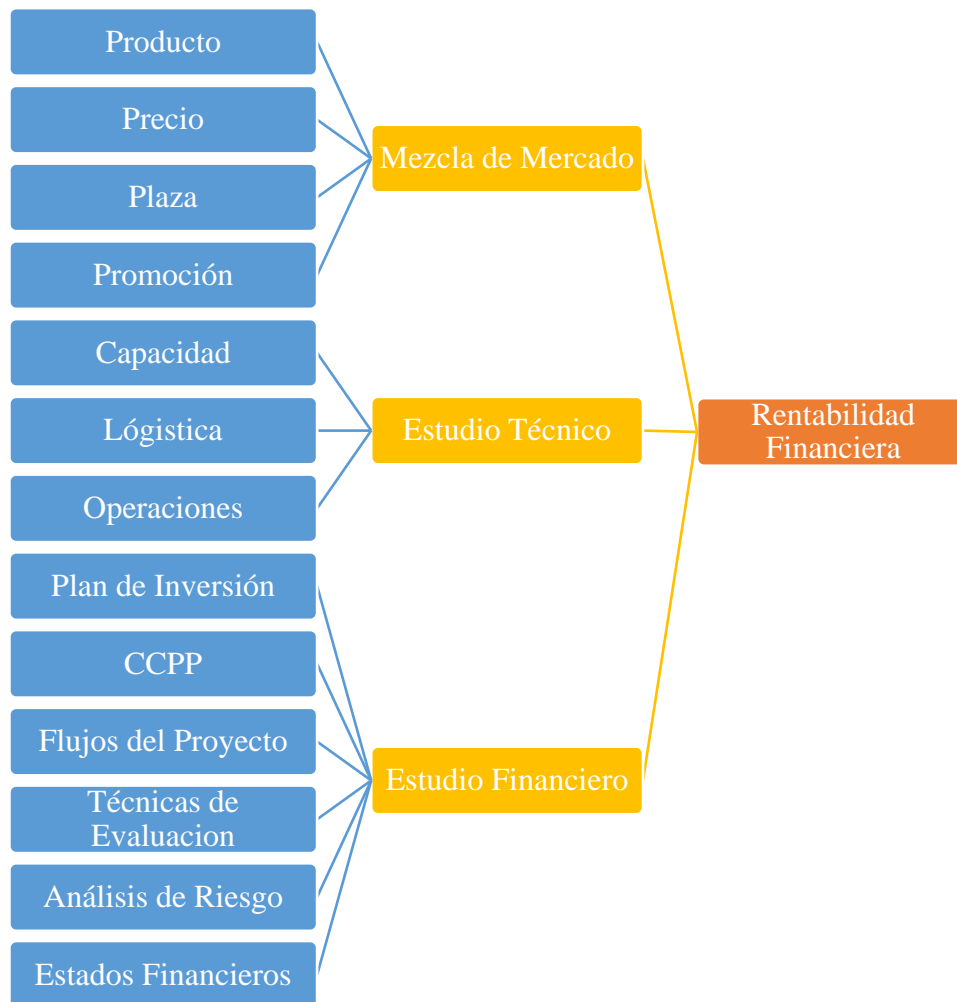 Producto
Precio
Plaza
Promoción
Capacidad
Lógistica
Operaciones
Plan de Inversión
CCPP
Flujos del Proyecto
Técnicas de
Evaluacion
Análisis de Riesgo
Estados Financieros
Mezcla de Mercado
Estudio Técnico
Estudio Financiero
Rentabilidad
Financiera